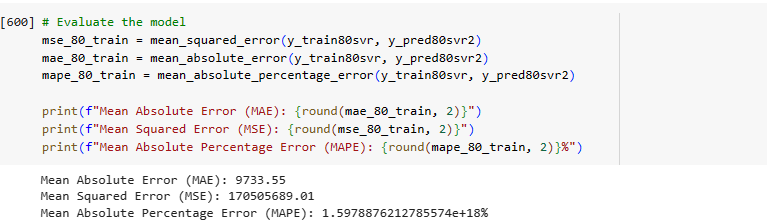 [600] # Evaluate the model
mse_80_train = mean_squared_error(y_train80svr, y_pred80svr2)
mae_80_train = mean_absolute_error(y_train80svr, y_pred80svr2)
mape_80_train = mean_absolute_percentage_error(y_train80svr, y_pred80svr2)
print(f"Mean Absolute Error (MAE): {round(mae_80_train, 2)}")
print(f"Mean Squared Error (MSE): {round(mse_80_train, 2)}")
print(f"Mean Absolute Percentage Error (MAPE): {round(mape_80_train, 2)}%")
Mean Absolute Error (MAE): 9733.55
Mean Squared Error (MSE): 170505689.01
Mean Absolute Percentage Error (MAPE): 1.5978876212785574e+18%